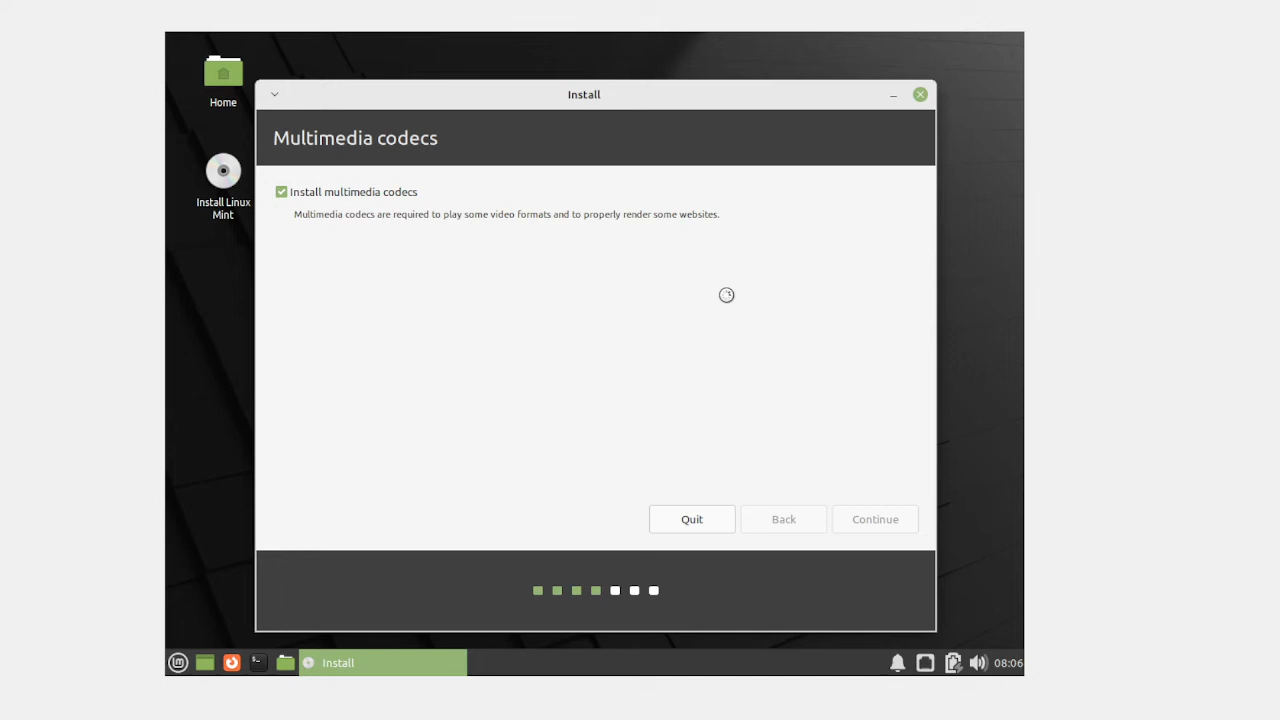 Home
Install Linux
Mint
Install
Multimedia codecs
Install multimedia codecs
Multimedia codecs are required to play some video formats and to properly render some websites.
Quit
Back
Continue
Install
08:06